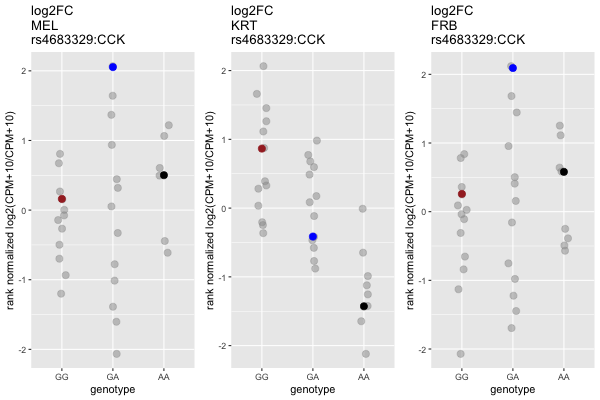 log2FC
MEL
rs4683329:CCK
rank normalized log2(CPM+10/CPM+10)
2
1
0
-1
-2
GG
GA
AA
genotype
log2FC
KRT
rs4683329:CCK
rank normalized log2(CPM+10/CPM+10)
2
1
0
-1
-2
GG
GA
AA
genotype
log2FC
FRB
rs4683329:CCK
rank normalized log2(CPM+10/CPM+10)
2
1
0
-1
-2
GG
GA
AA
genotype